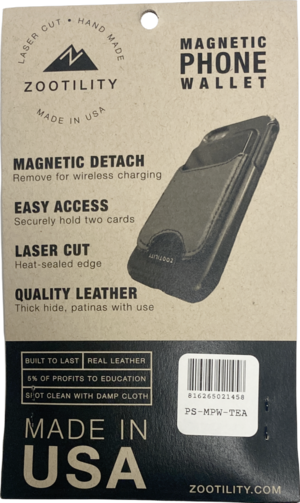 LASER CUT • HAND MADE
ZOOTILITY
MADE IN USA
MAGNETIC
PHONE
WALLET
MAGNETIC DETACH
Remove for wireless charging
EASY ACCESS
Securely hold two cards
LASER CUT
Heat-sealed edge
QUALITY LEATHER
Thick hide, patinas with use
ZOOTILITY
BUILT TO LAST
REAL LEATHER
5% OF PROFITS TO EDUCATION
SPOT CLEAN WITH DAMP CLOTH
MADE IN
USA
816265021458
PS-MPW-TEA
ZOOTILITY.COM